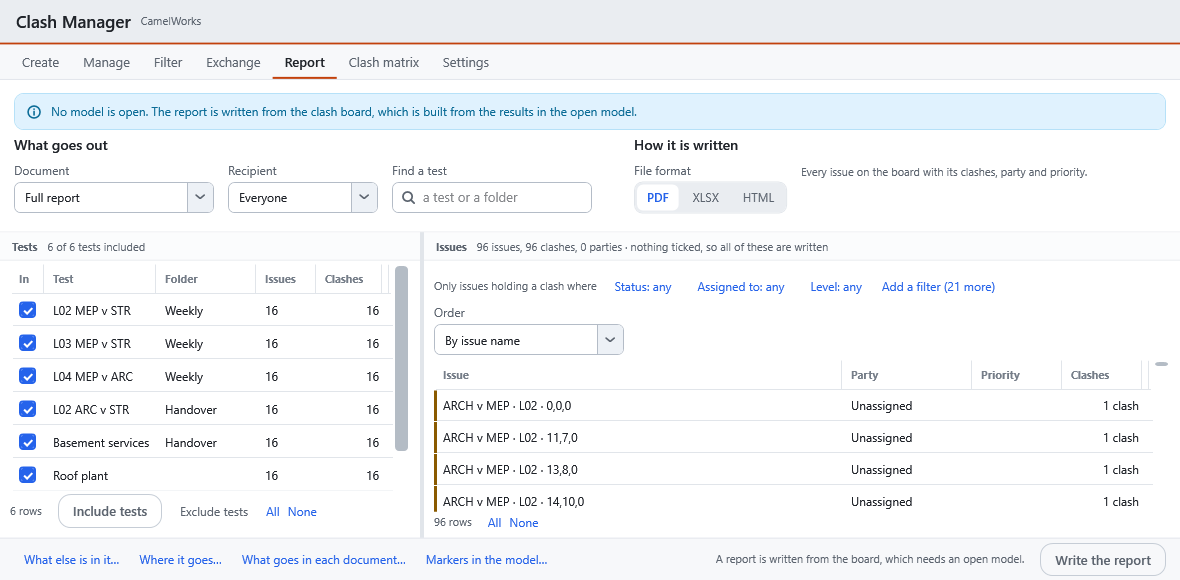 Clash Manager CamelWorks
Create Manage Filter Exchange Report Clash matrix Settings
No model is open. The report is written from the clash board, which is built from the results in the open model.
What goes out
How it is written
Document
Recipient
Find a test
File format
Every issue on the board with its clashes, party and priority.
Full report
Everyone
a test or a folder
PDF XLSX HTML
Tests 6 of 6 tests included
Issues 96 issues, 96 clashes, 0 parties · nothing ticked, so all of these are written
In Test Folder Issues Clashes
L02 MEP v STR Weekly 16 16
L03 MEP v STR Weekly 16 16
L04 MEP v ARC Weekly 16 16
L02 ARC v STR Handover 16 16
Basement services Handover 16 16
Roof plant 16 16
6 rows Include tests Exclude tests All None
Only issues holding a clash where Status: any Assigned to: any Level: any Add a filter (21 more)
Order
By issue name
Issue Party Priority Clashes
ARCH v MEP · L02 · 0,0,0 Unassigned 1 clash
ARCH v MEP · L02 · 11,7,0 Unassigned 1 clash
ARCH v MEP · L02 · 13,8,0 Unassigned 1 clash
ARCH v MEP · L02 · 14,10,0 Unassigned 1 clash
96 rows All None
What else is in it... Where it goes... What goes in each document... Markers in the model...
A report is written from the board, which needs an open model. Write the report